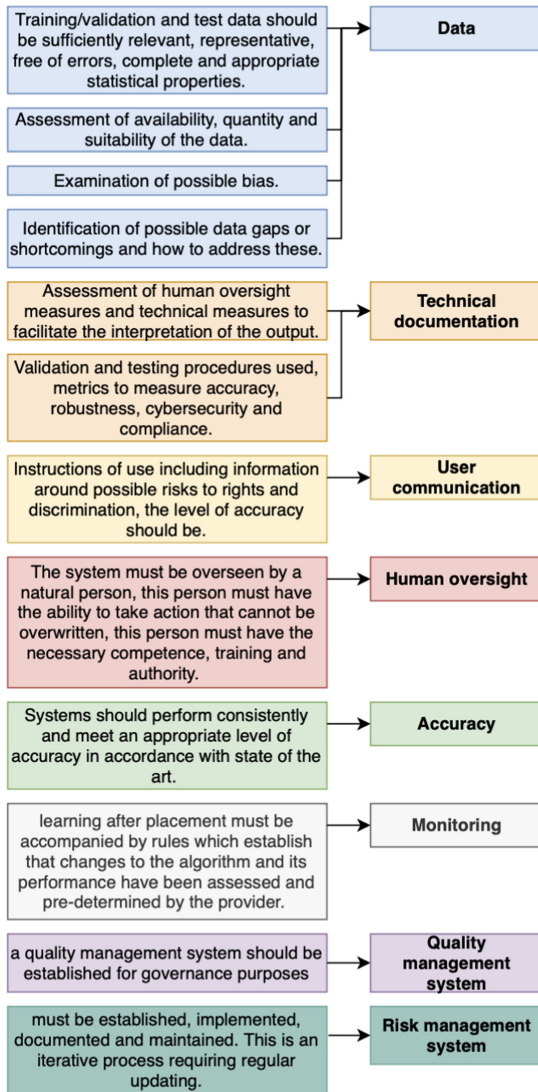 Training/validation and test data should
be sufficiently relevant, representative,
free of errors, complete and appropriate
statistical properties.
Data
Assessment of availability, quantity and
suitability of the data.
Examination of possible bias.
Identification of possible data gaps or
shortcomings and how to address these.
Assessment of human oversight
measures and technical measures to
facilitate the interpretation of the output.
Technical
documentation
Validation and testing procedures used,
metrics to measure accuracy,
robustness, cybersecurity and
compliance.
Instructions of use including information
around possible risks to rights and
discrimination, the level of accuracy
should be.
User
communication
The system must be overseen by a
natural person, this person must have
the ability to take action that cannot be
overwritten, this person must have the
necessary competence, training and
authority.
Human oversight
Systems should perform consistently
and meet an appropriate level of
accuracy in accordance with state of the
art.
Accuracy
learning after placement must be
accompanied by rules which establish
that changes to the algorithm and its
performance have been assessed and
pre-determined by the provider.
Monitoring
a quality management system should be
established for governance purposes
Quality
management
system
must be established, implemented,
documented and maintained. This is an
iterative process requiring regular
updating.
Risk management
system